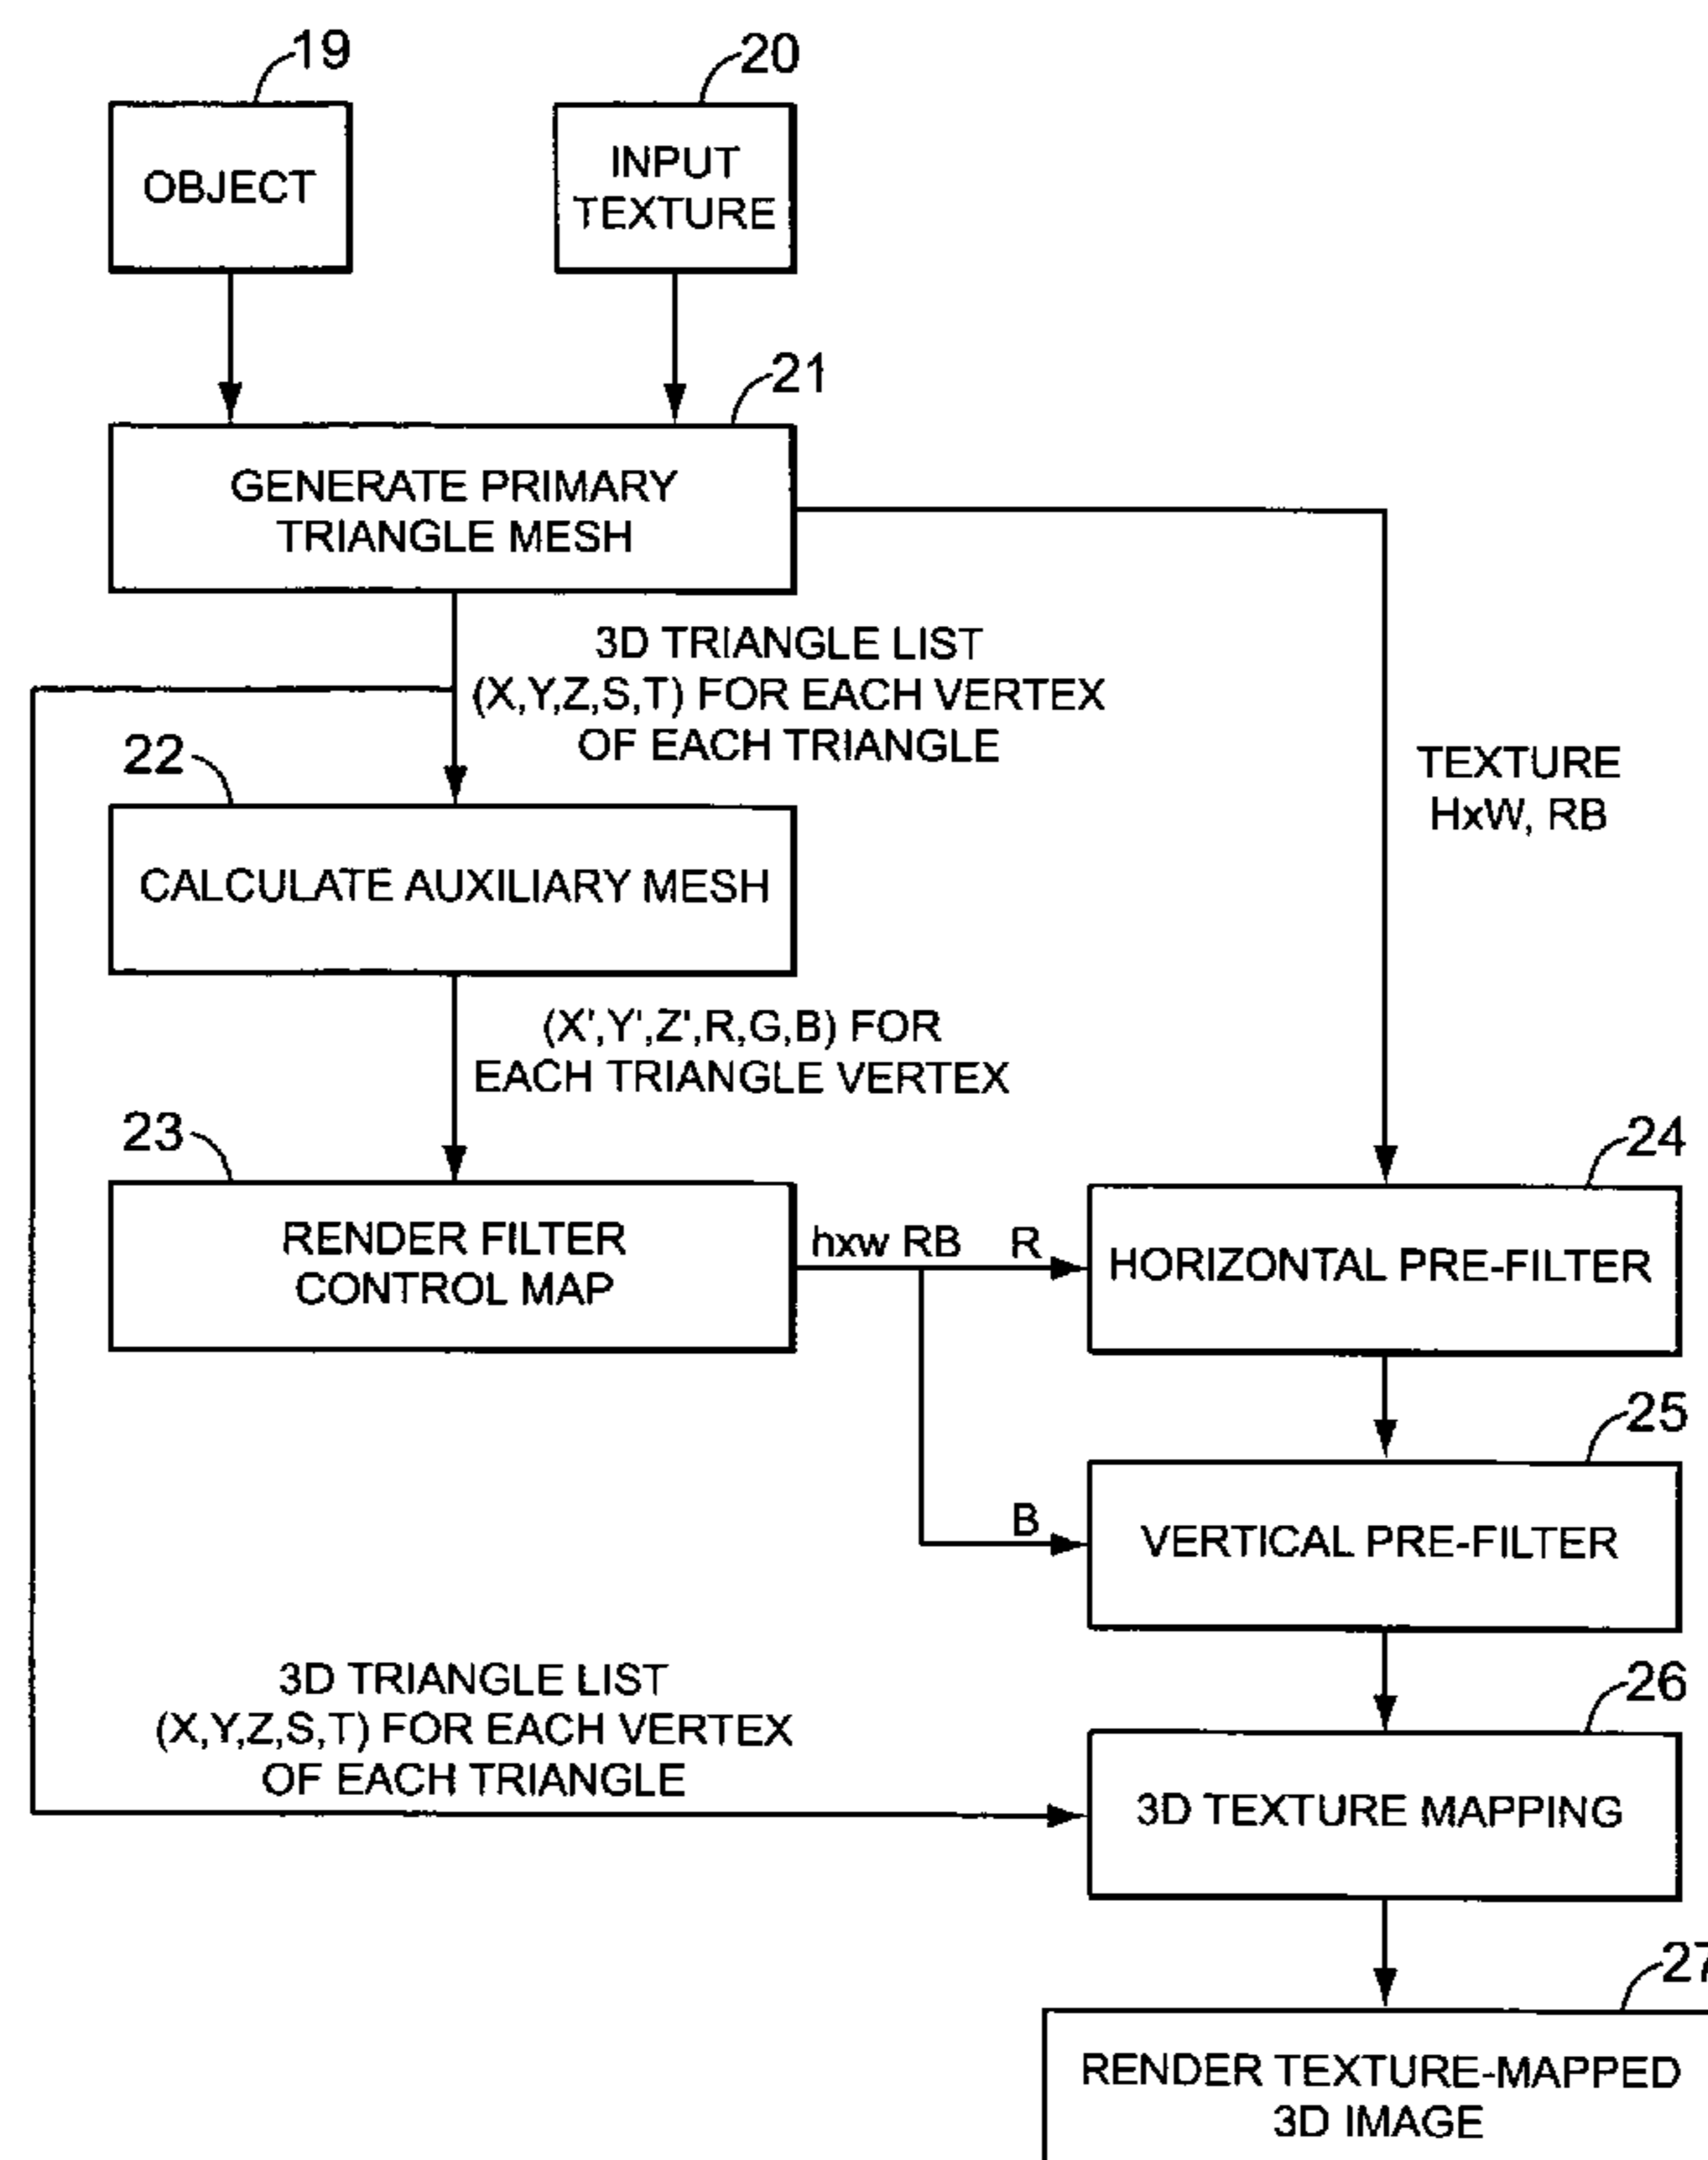 19
20
OBJECT
INPUT
TEXTURE
21
GENERATE PRIMARY
TRIANGLE MESH
3D TRIANGLE LIST
(X,Y,Z,S,T) FOR EACH VERTEX
OF EACH TRIANGLE
TEXTURE
HxW, RB
22
CALCULATE AUXILIARY MESH
(X',Y',Z',R,G,B) FOR
EACH TRIANGLE VERTEX
23
RENDER FILTER
CONTROL MAP
hxw RB
R
24
HORIZONTAL PRE-FILTER
25
B
VERTICAL PRE-FILTER
3D TRIANGLE LIST
(X,Y,Z,S,T) FOR EACH VERTEX
OF EACH TRIANGLE
26
3D TEXTURE MAPPING
27
RENDER TEXTURE-MAPPED
3D IMAGE